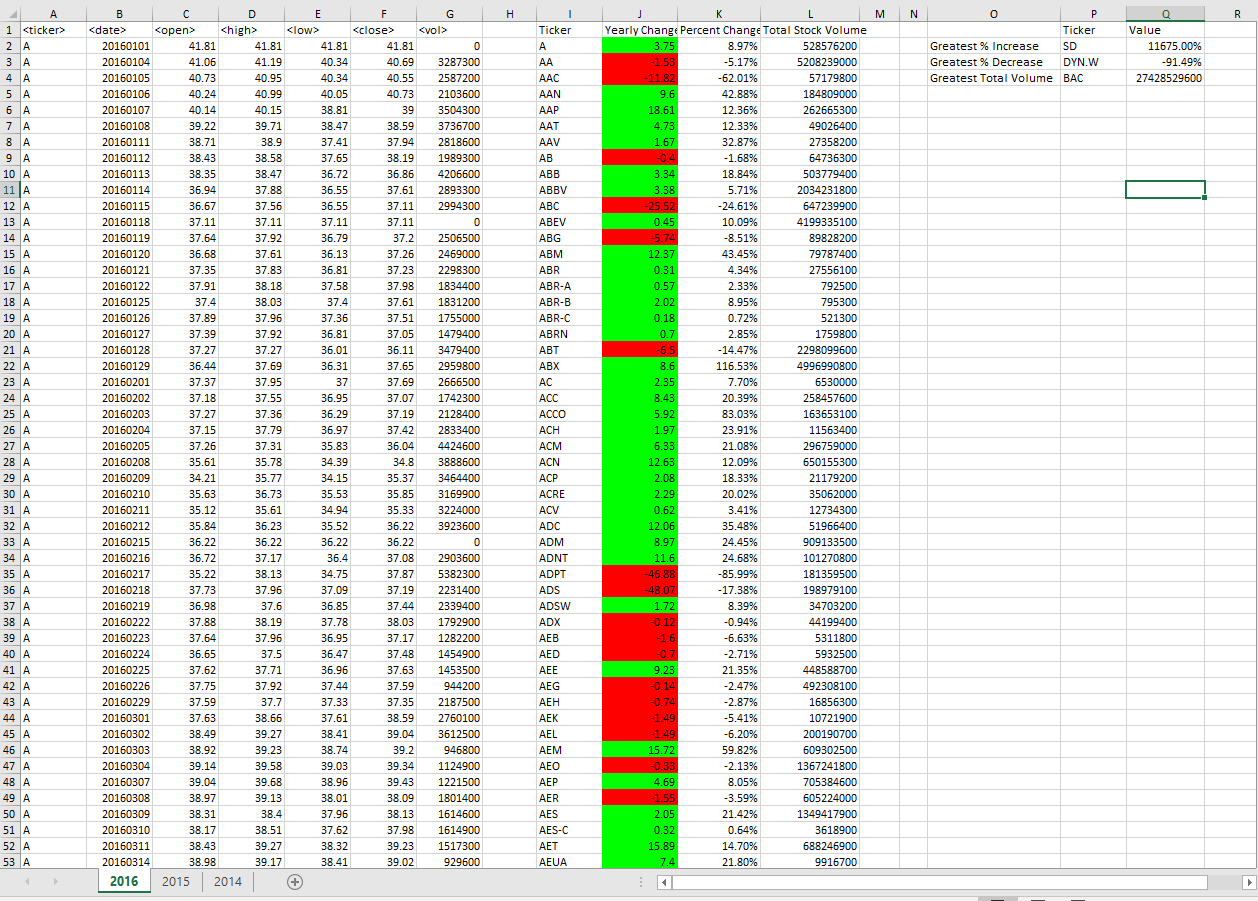 A B C D E F G H I J K L M N O P Q R
1 <ticker> <date> <open> <high> <low> <close> <vol> Ticker Yearly Change Percent Change Total Stock Volume Ticker Value
2 A 20160101 41.81 41.81 41.81 41.81 0 A 3.75 8.97% 528576200 Greatest % Increase SD 11675.00%
3 A 20160104 41.06 41.19 40.34 40.69 3287300 AA -1.53 -5.17% 5208239000 Greatest % Decrease DYN.W -91.49%
4 A 20160105 40.73 40.95 40.34 40.55 2587200 AAC -11.82 -62.01% 57179800 Greatest Total Volume BAC 27428529600
5 A 20160106 40.24 40.99 40.05 40.73 2103600 AAN 9.6 42.88% 184809000
6 A 20160107 40.14 40.15 38.81 39 3504300 AAP 18.61 12.36% 262665300
7 A 20160108 39.22 39.71 38.47 38.59 3736700 AAT 4.73 12.33% 49026400
8 A 20160111 38.71 38.9 37.41 37.94 2818600 AAV 1.67 32.87% 27358200
9 A 20160112 38.43 38.58 37.65 38.19 1989300 AB -0.4 -1.68% 64736300
10 A 20160113 38.35 38.47 36.72 36.86 4206600 ABB 3.34 18.84% 503779400
11 A 20160114 36.94 37.88 36.55 37.61 2893300 ABBV 3.38 5.71% 2034231800
12 A 20160115 36.67 37.56 36.55 37.11 2994300 ABC -25.52 -24.61% 647239900
13 A 20160118 37.11 37.11 37.11 37.11 0 ABEV 0.45 10.09% 4199335100
14 A 20160119 37.64 37.92 36.79 37.2 2506500 ABG -5.74 -8.51% 89828200
15 A 20160120 36.68 37.61 36.13 37.26 2469000 ABM 12.37 43.45% 79787400
16 A 20160121 37.35 37.83 36.81 37.23 2298300 ABR 0.31 4.34% 27556100
17 A 20160122 37.91 38.18 37.58 37.98 1834400 ABR-A 0.57 2.33% 792500
18 A 20160125 37.4 38.03 37.4 37.61 1831200 ABR-B 2.02 8.95% 795300
19 A 20160126 37.89 37.96 37.36 37.51 1755000 ABR-C 0.18 0.72% 521300
20 A 20160127 37.39 37.92 36.81 37.05 1479400 ABRN 0.7 2.85% 1759800
21 A 20160128 37.27 37.27 36.01 36.11 3479400 ABT -6.5 -14.47% 2298099600
22 A 20160129 36.44 37.69 36.31 37.65 2959800 ABX 8.6 116.53% 4996990800
23 A 20160201 37.37 37.95 37 37.69 2666500 AC 2.35 7.70% 6530000
24 A 20160202 37.18 37.55 36.95 37.07 1742300 ACC 8.43 20.39% 258457600
25 A 20160203 37.27 37.36 36.29 37.19 2128400 ACCO 5.92 83.03% 163653100
26 A 20160204 37.15 37.79 36.97 37.42 2833400 ACH 1.97 23.91% 11563400
27 A 20160205 37.26 37.31 35.83 36.04 4424600 ACM 6.33 21.08% 296759000
28 A 20160208 35.61 35.78 34.39 34.8 3888600 ACN 12.63 12.09% 650155300
29 A 20160209 34.21 35.77 34.15 35.37 3464400 ACP 2.08 18.33% 21179200
30 A 20160210 35.63 36.73 35.53 35.85 3169900 ACRE 2.29 20.02% 35062000
31 A 20160211 35.12 35.61 34.94 35.33 3224000 ACV 0.62 3.41% 12734300
32 A 20160212 35.84 36.23 35.52 36.22 3923600 ADC 12.06 35.48% 51966400
33 A 20160215 36.22 36.22 36.22 36.22 0 ADM 8.97 24.45% 909133500
34 A 20160216 36.72 37.17 36.4 37.08 2903600 ADNT 11.6 24.68% 101270800
35 A 20160217 35.22 38.13 34.75 37.87 5382300 ADPT -46.88 -85.99% 181359500
36 A 20160218 37.73 37.96 37.09 37.19 2231400 ADS -48.07 -17.38% 198979100
37 A 20160219 36.98 37.6 36.85 37.44 2339400 ADSW 1.72 8.39% 34703200
38 A 20160222 37.88 38.19 37.78 38.03 1792900 ADX -0.12 -0.94% 44199400
39 A 20160223 37.64 37.96 36.95 37.17 1282200 AEB -1.6 -6.63% 5311800
40 A 20160224 36.65 37.5 36.47 37.48 1454900 AED -0.7 -2.71% 5932500
41 A 20160225 37.62 37.71 36.96 37.63 1453500 AEE 9.23 21.35% 448588700
42 A 20160226 37.75 37.92 37.44 37.59 944200 AEG -0.14 -2.47% 492308100
43 A 20160229 37.59 37.7 37.33 37.35 2187500 AEH -0.74 -2.87% 16856300
44 A 20160301 37.63 38.66 37.61 38.59 2760100 AEK -1.49 -5.41% 10721900
45 A 20160302 38.49 39.27 38.41 39.04 3612500 AEL -1.49 -6.20% 200190700
46 A 20160303 38.92 39.23 38.74 39.2 946800 AEM 15.72 59.82% 609302500
47 A 20160304 39.14 39.58 39.03 39.34 1124900 AEO -0.33 -2.13% 1367241800
48 A 20160307 39.04 39.68 38.96 39.43 1221500 AEP 4.69 8.05% 705384600
49 A 20160308 38.97 39.13 38.01 38.09 1801400 AER -1.55 -3.59% 605224000
50 A 20160309 38.31 38.4 37.96 38.13 1614600 AES 2.05 21.42% 1349417900
51 A 20160310 38.17 38.51 37.62 37.98 1614900 AES-C 0.32 0.64% 3618900
52 A 20160311 38.43 39.27 38.32 39.23 1517300 AET 15.89 14.70% 688246900
53 A 20160314 38.98 39.17 38.41 39.02 929600 AEUA 7.4 21.80% 9916700
2016 2015 2014